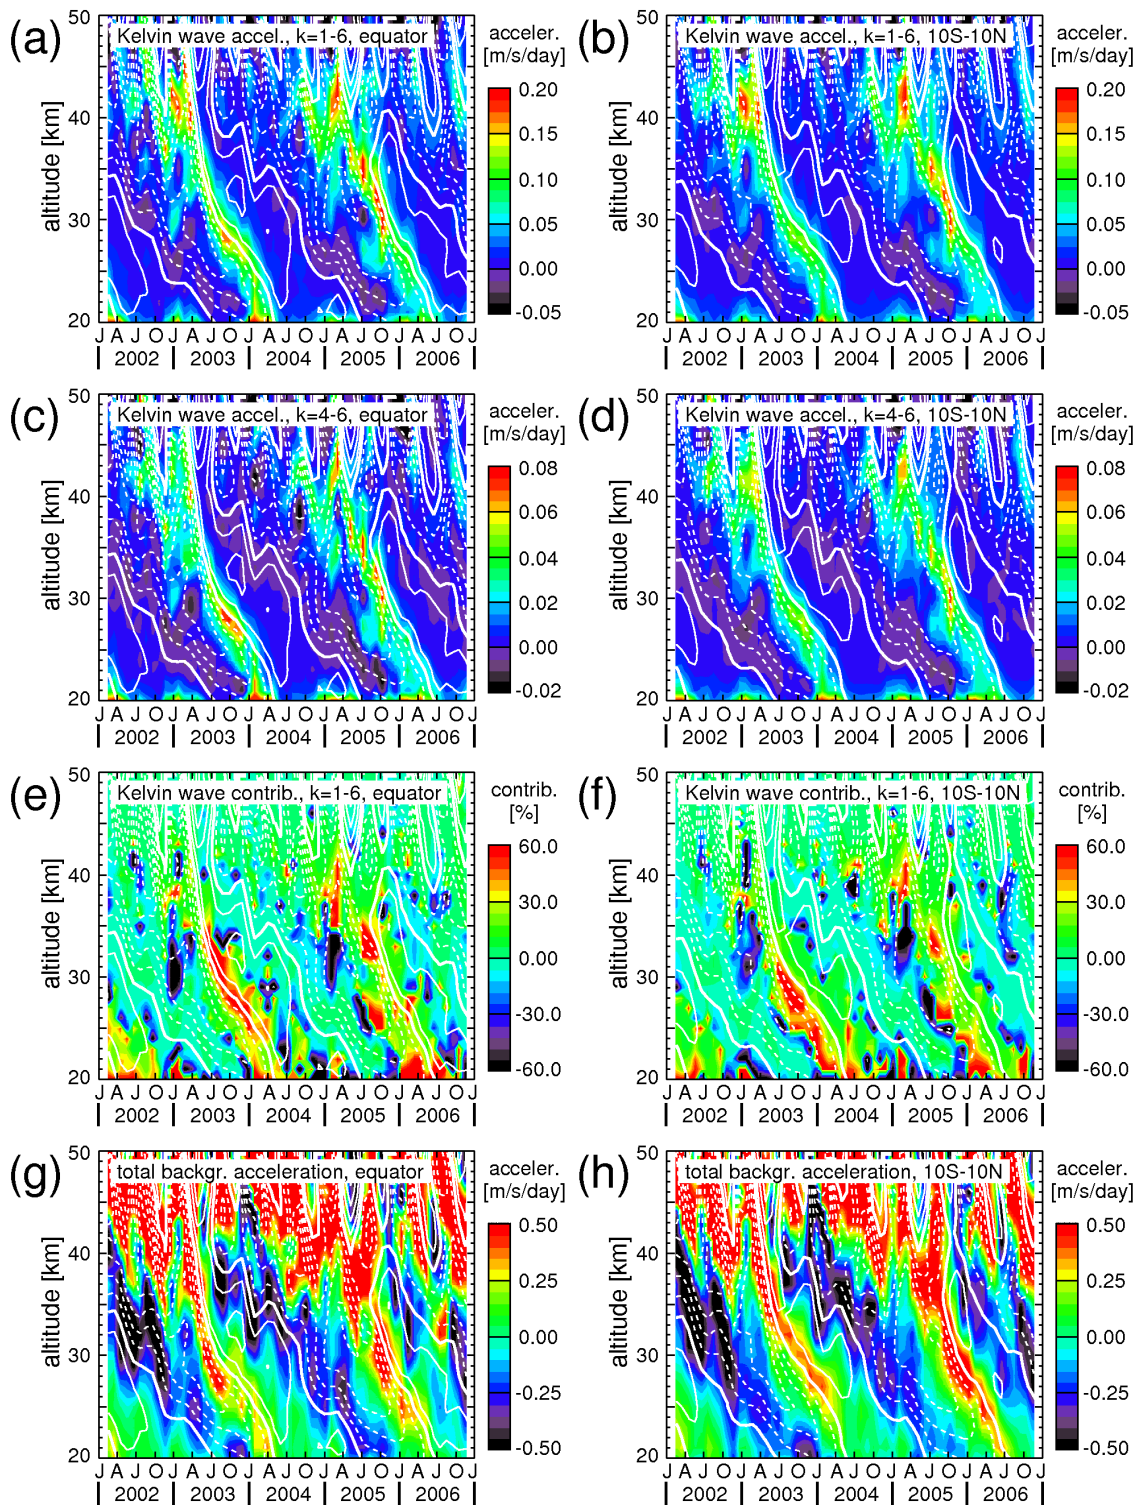 (a)
Kelvin wave accel., k=1-6, equator
acceler.
[m/s/day]
altitude [km]
50
40
30
20
0.20
0.15
0.10
0.05
0.00
-0.05
J A J O J A J O J A J O J A J O J A J O J
2002 2003 2004 2005 2006
(b)
Kelvin wave accel., k=1-6, 10S-10N
acceler.
[m/s/day]
altitude [km]
50
40
30
20
0.20
0.15
0.10
0.05
0.00
-0.05
J A J O J A J O J A J O J A J O J A J O J
2002 2003 2004 2005 2006
(c)
Kelvin wave accel., k=4-6, equator
acceler.
[m/s/day]
altitude [km]
50
40
30
20
0.08
0.06
0.04
0.02
0.00
-0.02
J A J O J A J O J A J O J A J O J A J O J
2002 2003 2004 2005 2006
(d)
Kelvin wave accel., k=4-6, 10S-10N
acceler.
[m/s/day]
altitude [km]
50
40
30
20
0.08
0.06
0.04
0.02
0.00
-0.02
J A J O J A J O J A J O J A J O J A J O J
2002 2003 2004 2005 2006
(e)
Kelvin wave contrib., k=1-6, equator
contrib.
[%]
altitude [km]
50
40
30
20
60.0
30.0
0.00
-30.0
-60.0
J A J O J A J O J A J O J A J O J A J O J
2002 2003 2004 2005 2006
(f)
Kelvin wave contrib., k=1-6, 10S-10N
contrib.
[%]
altitude [km]
50
40
30
20
60.0
30.0
0.00
-30.0
-60.0
J A J O J A J O J A J O J A J O J A J O J
2002 2003 2004 2005 2006
(g)
total backgr. acceleration, equator
acceler.
[m/s/day]
altitude [km]
50
40
30
20
0.50
0.25
0.00
-0.25
-0.50
J A J O J A J O J A J O J A J O J A J O J
2002 2003 2004 2005 2006
(h)
total backgr. acceleration, 10S-10N
acceler.
[m/s/day]
altitude [km]
50
40
30
20
0.50
0.25
0.00
-0.25
-0.50
J A J O J A J O J A J O J A J O J A J O J
2002 2003 2004 2005 2006